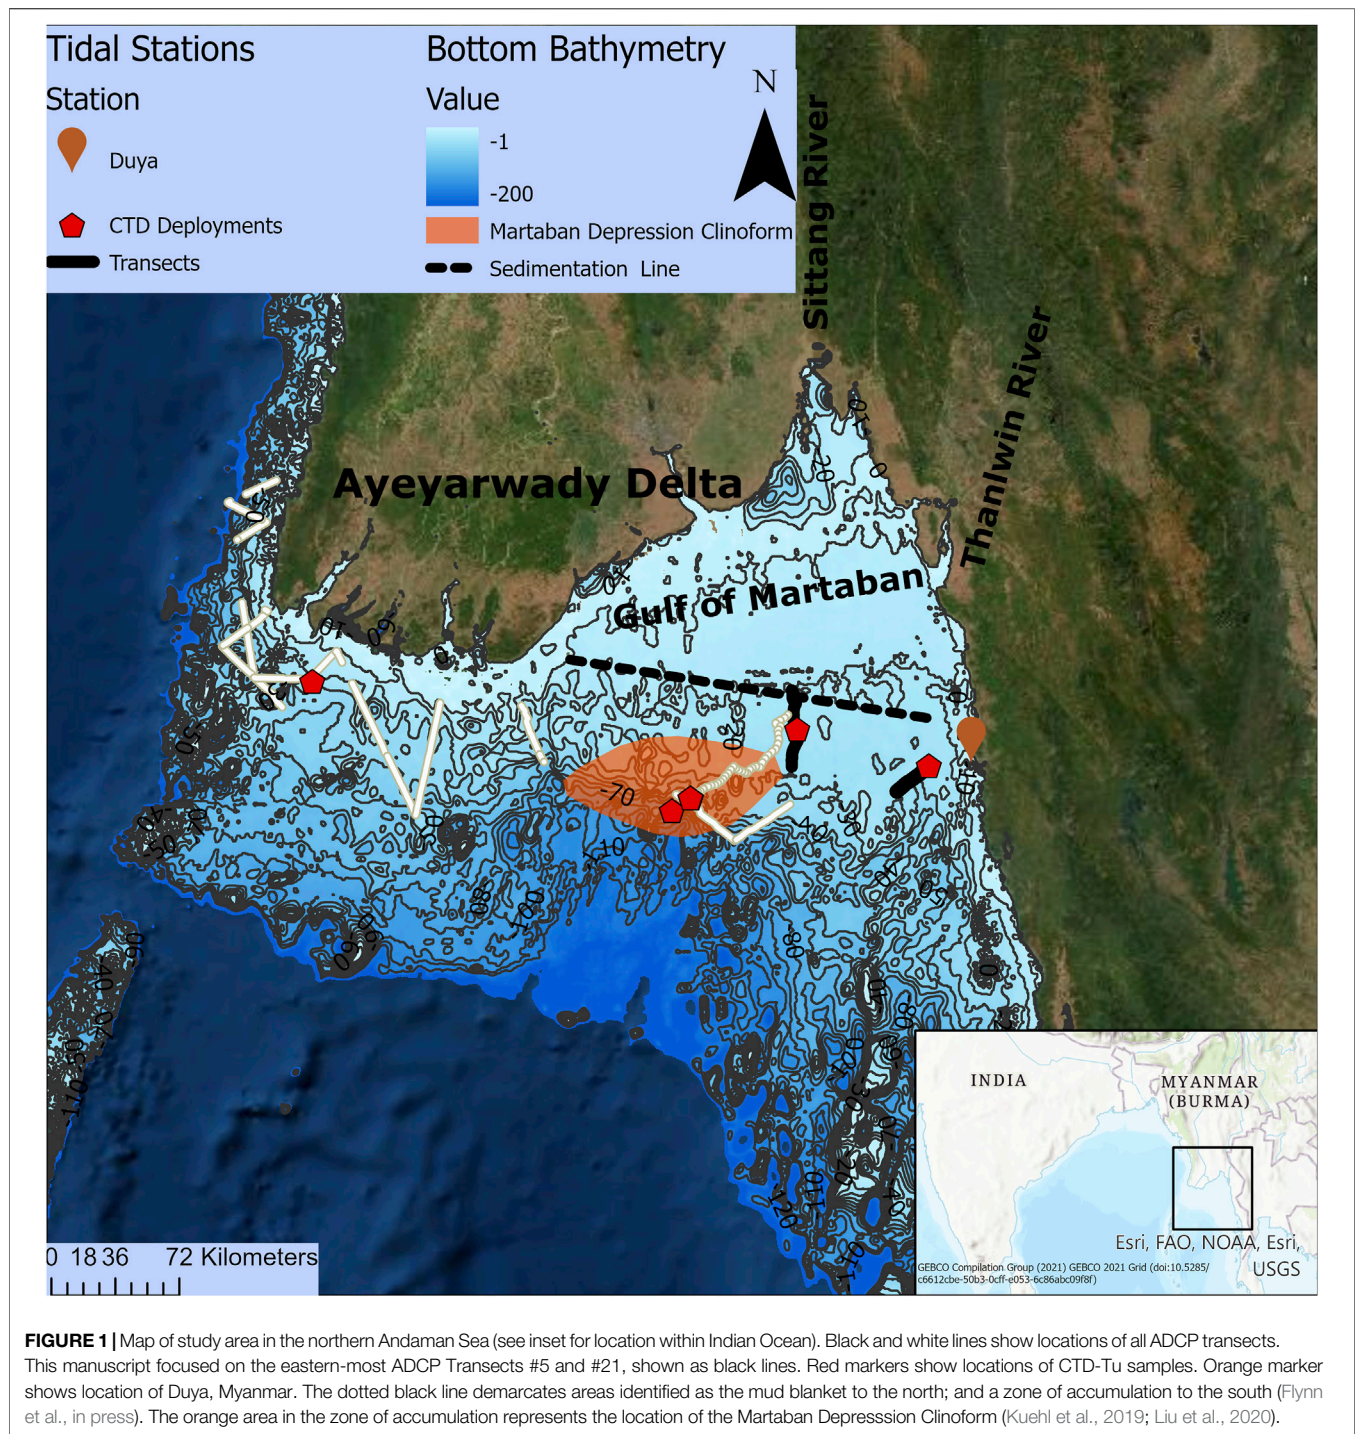 Tidal Stations
Station
Duya
CTD Deployments
Transects
Bottom Bathymetry
Value
-1
-200
Martaban Depression Clinoform
Sedimentation Line
N
Sittang River
Thanlwin River
Ayeyarwady Delta
Gulf of Martaban
-70
-110
-100
-80
-40
-50
-60
-120
0 18 36 72 Kilometers
INDIA
MYANMAR
(BURMA)
Esri, FAO, NOAA, Esri,
USGS
GEBCO Compilation Group (2021) GEBCO 2021 Grid (doi:10.5285/
c6612cbe-50b3-0cff-e053-6c86abc09f8f)
FIGURE 1 | Map of study area in the northern Andaman Sea (see inset for location within Indian Ocean). Black and white lines show locations of all ADCP transects.
This manuscript focused on the eastern-most ADCP Transects #5 and #21, shown as black lines. Red markers show locations of CTD-Tu samples. Orange marker
shows location of Duya, Myanmar. The dotted black line demarcates areas identified as the mud blanket to the north; and a zone of accumulation to the south (Flynn
et al., in press). The orange area in the zone of accumulation represents the location of the Martaban Depresssion Clinoform (Kuehl et al., 2019; Liu et al., 2020).